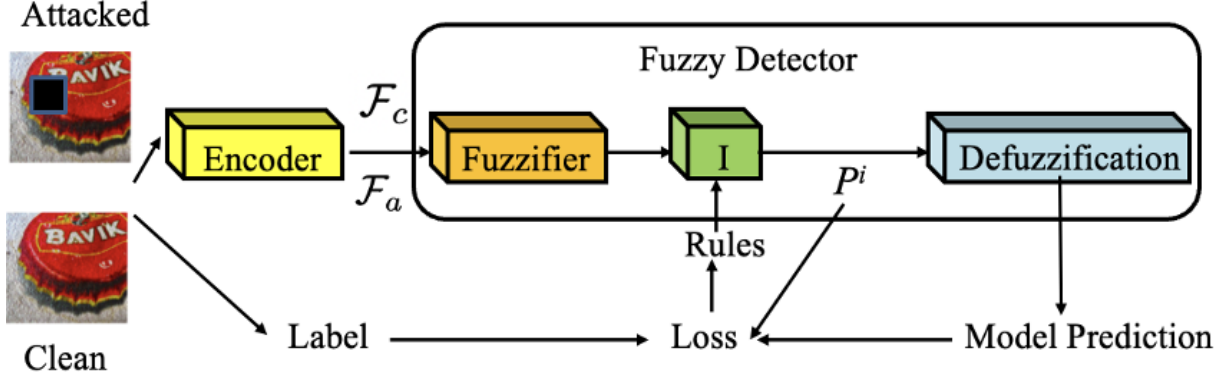 Attacked
BAVIK
Fuzzy Detector
Encoder
𝓕c
𝓕a
Fuzzifier
I
Defuzzification
Pⁱ
Rules
BAVIK
Label
Loss
Model Prediction
Clean